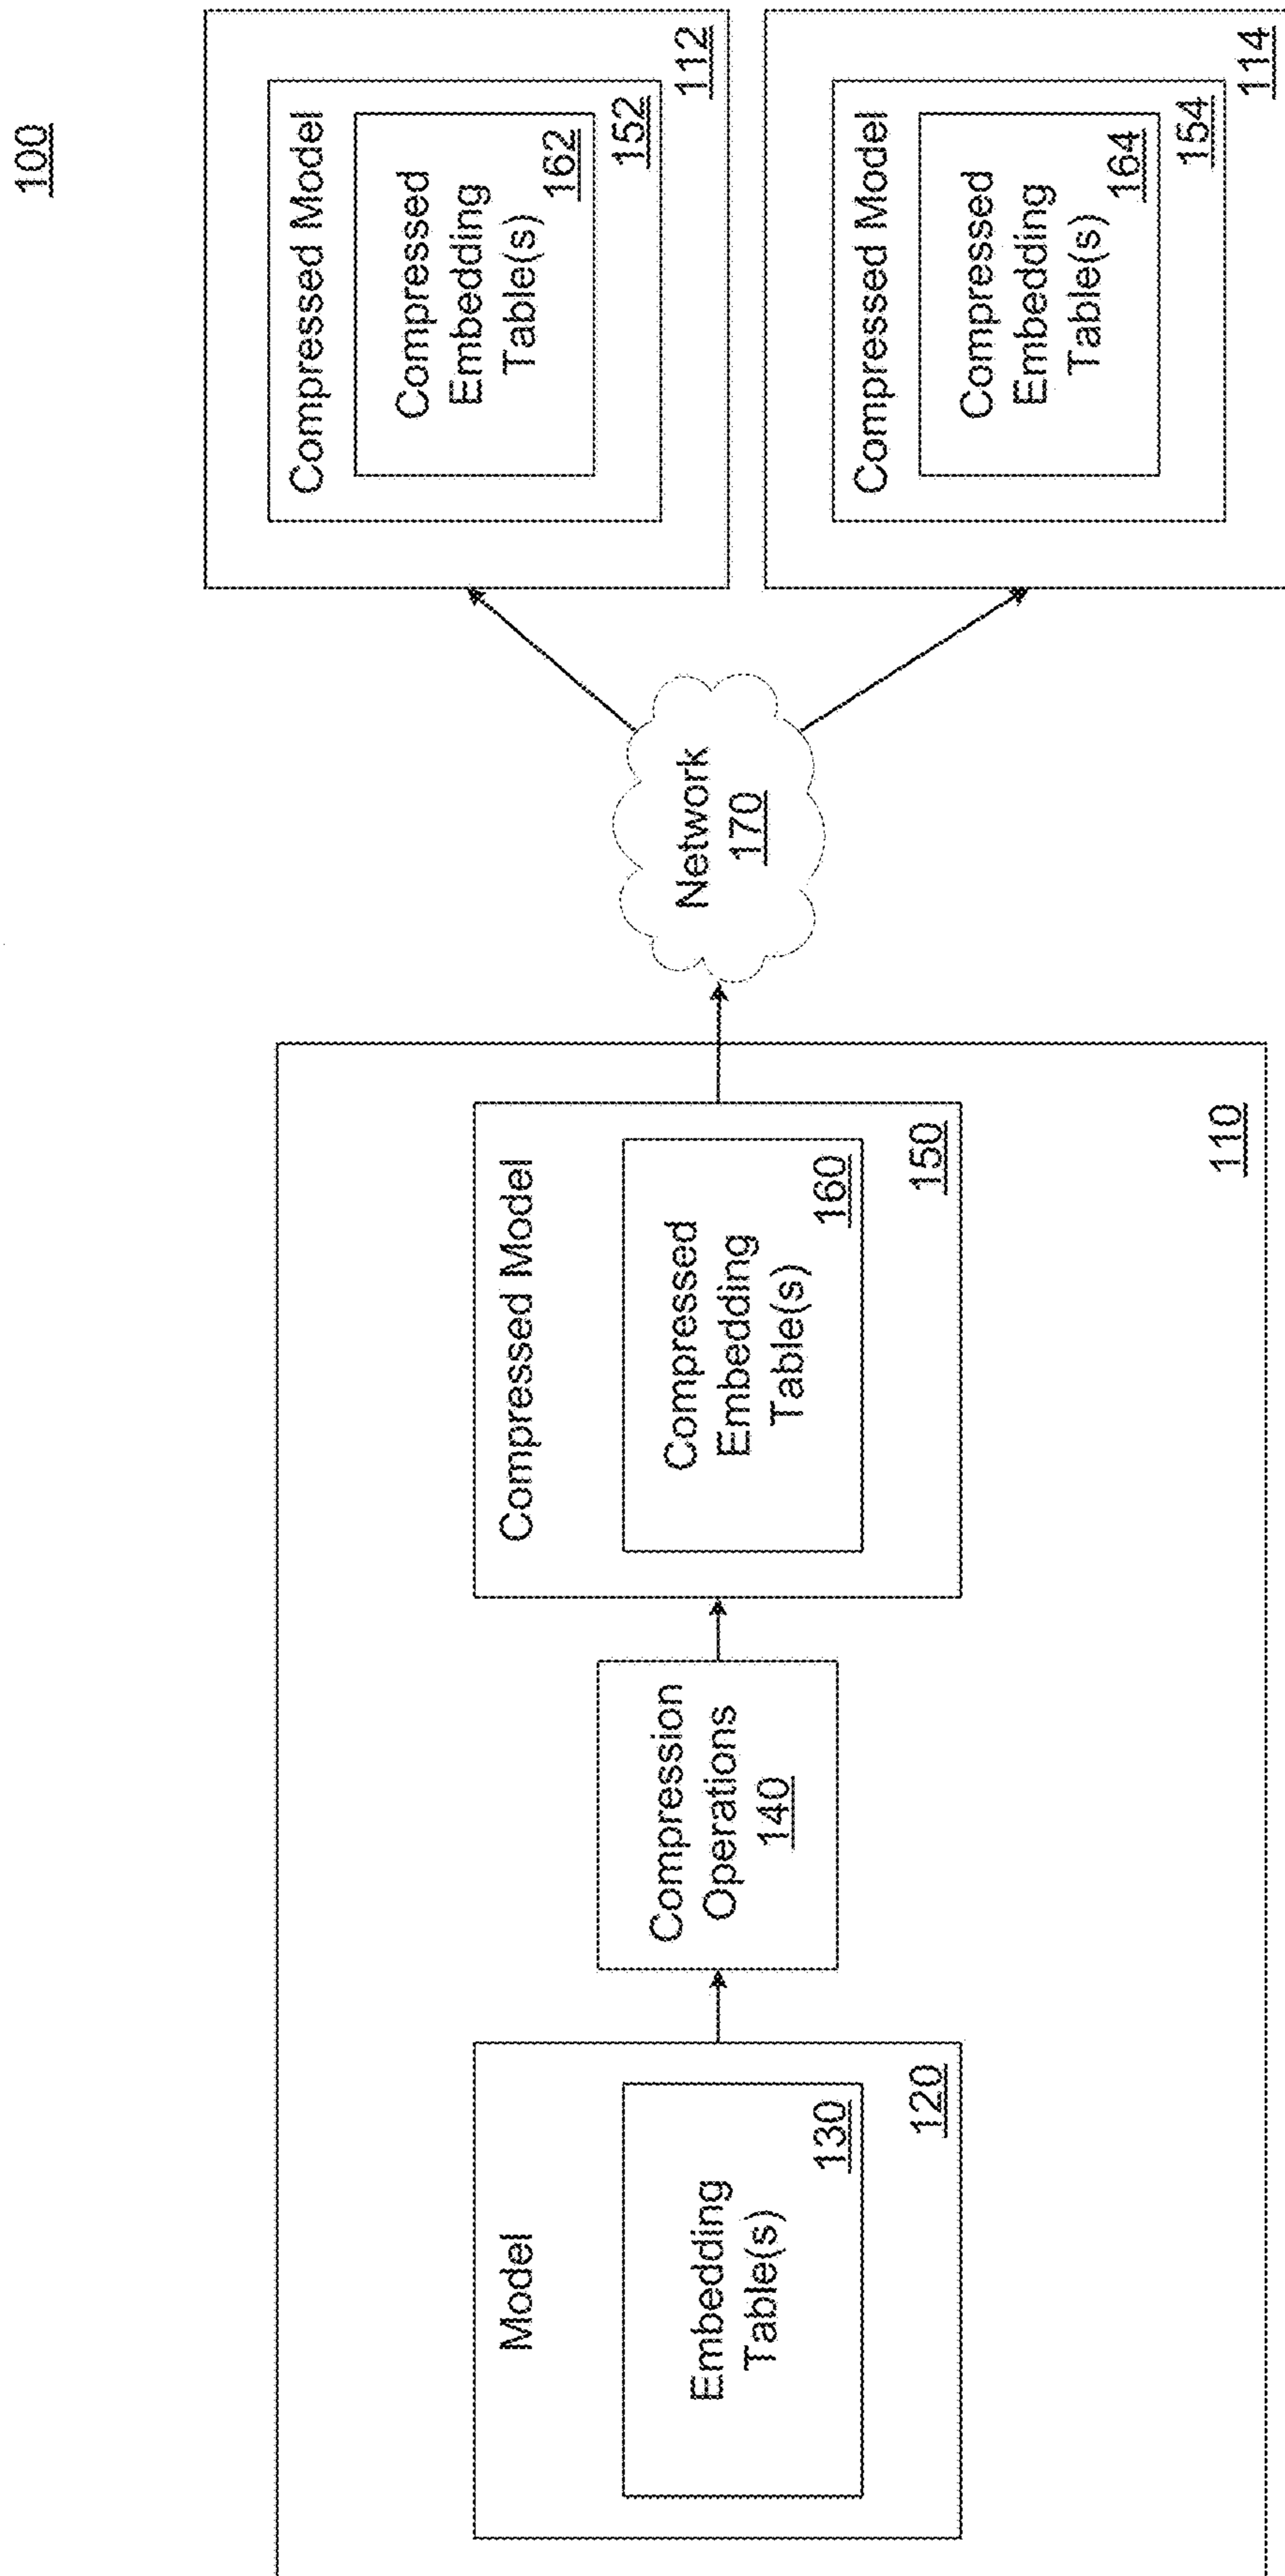 100
Model
Embedding
Table(s)
130
120
Compression
Operations
140
Compressed Model
Compressed
Embedding
Table(s)
160
150
110
Network
170
Compressed Model
Compressed
Embedding
Table(s)
162
152
112
Compressed Model
Compressed
Embedding
Table(s)
164
154
114